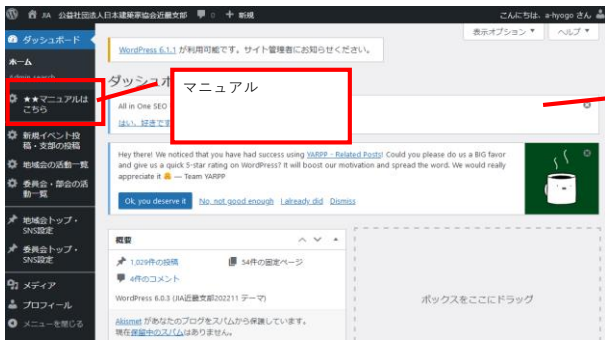 JIA 公益社団法人日本建築家協会近畿支部 0 + 新規
こんにちは、a-hyogo さん
ダッシュボード
表示オプション ▼ ヘルプ ▼
WordPress 6.1.1 が利用可能です。サイト管理者にお知らせください。
ホーム
Admin search
ダッシュボ
マニュアル
★★マニュアルは
こちら
All in One SEO
はい、好きです
新規イベント投
稿・支部の投稿
地域会の活動一覧
委員会・部会の活
動一覧
地域会トップ・
SNS設定
委員会トップ・
SNS設定
メディア
プロフィール
メニューを閉じる
Hey there! We noticed that you have had success using YARPP - Related Posts! Could you please do us a BIG favor
and give us a quick 5-star rating on WordPress? It will boost our motivation and spread the word. We would really
appreciate it — Team YARPP
Ok, you deserve it No, not good enough I already did Dismiss
概要
1,029件の投稿 54件の固定ページ
4件のコメント
WordPress 6.0.3 (JIA近畿支部202211 テーマ)
Akismet があなたのブログをスパムから保護しています。
現在保留中のスパムはありません。
ボックスをここにドラッグ